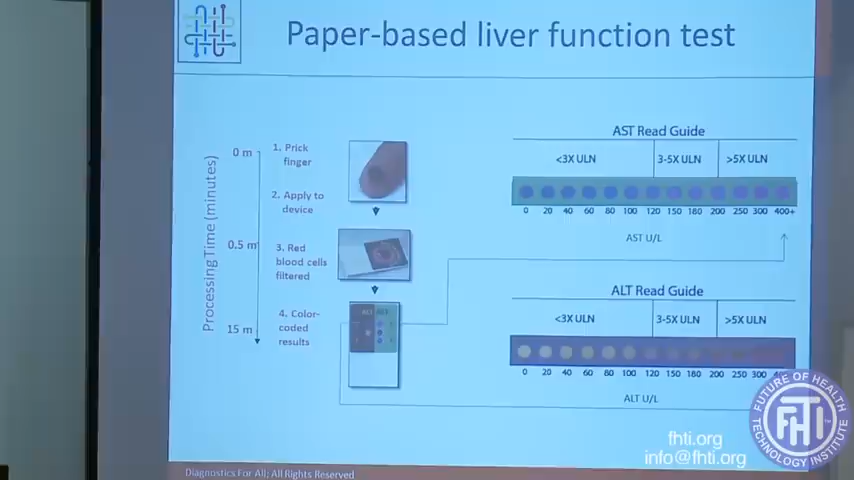 Paper-based liver function test
Processing Time (minutes)
0 m
0.5 m
15 m
1. Prick
finger
2. Apply to
device
3. Red
blood cells
filtered
4. Color-
coded
results
ALT AST
AST Read Guide
<3X ULN 3-5X ULN >5X ULN
0 20 40 60 80 100 120 150 180 200 250 300 400+
AST U/L
ALT Read Guide
<3X ULN 3-5X ULN >5X ULN
0 20 40 60 80 100 120 150 180 200 250 300
ALT U/L
Diagnostics For All; All Rights Reserved
fhti.org
info@fhti.org
FUTURE OF HEALTH
FHTI
TECHNOLOGY INSTITUTE